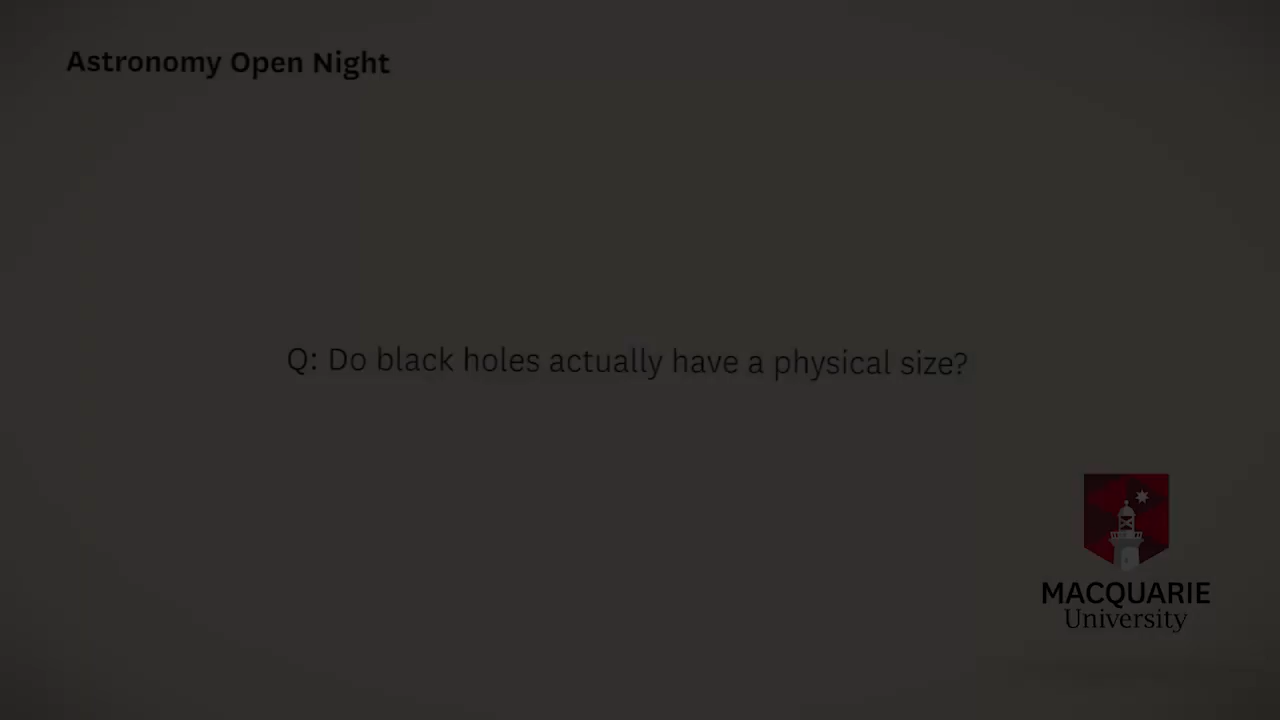 Astronomy Open Night
Q: Do black holes actually have a physical size?
MACQUARIE
University